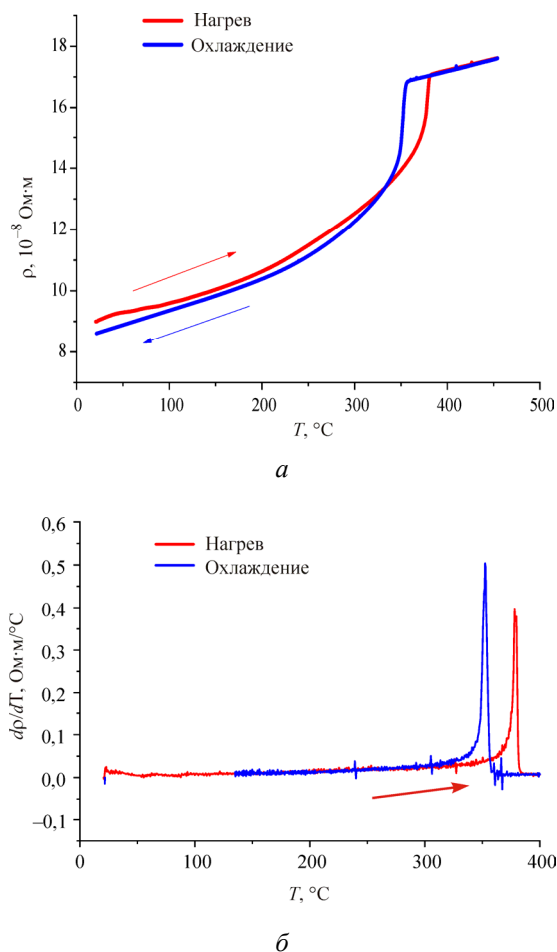 Нагрев
Охлаждение
18
16
14
12
10
8
ρ, 10⁻⁸ Ом·м
0
100
200
300
400
500
T, °C
а
0,6
0,5
0,4
0,3
0,2
0,1
0,0
–0,1
dρ/dT, Ом·м/°C
Нагрев
Охлаждение
0
100
200
300
400
T, °C
б